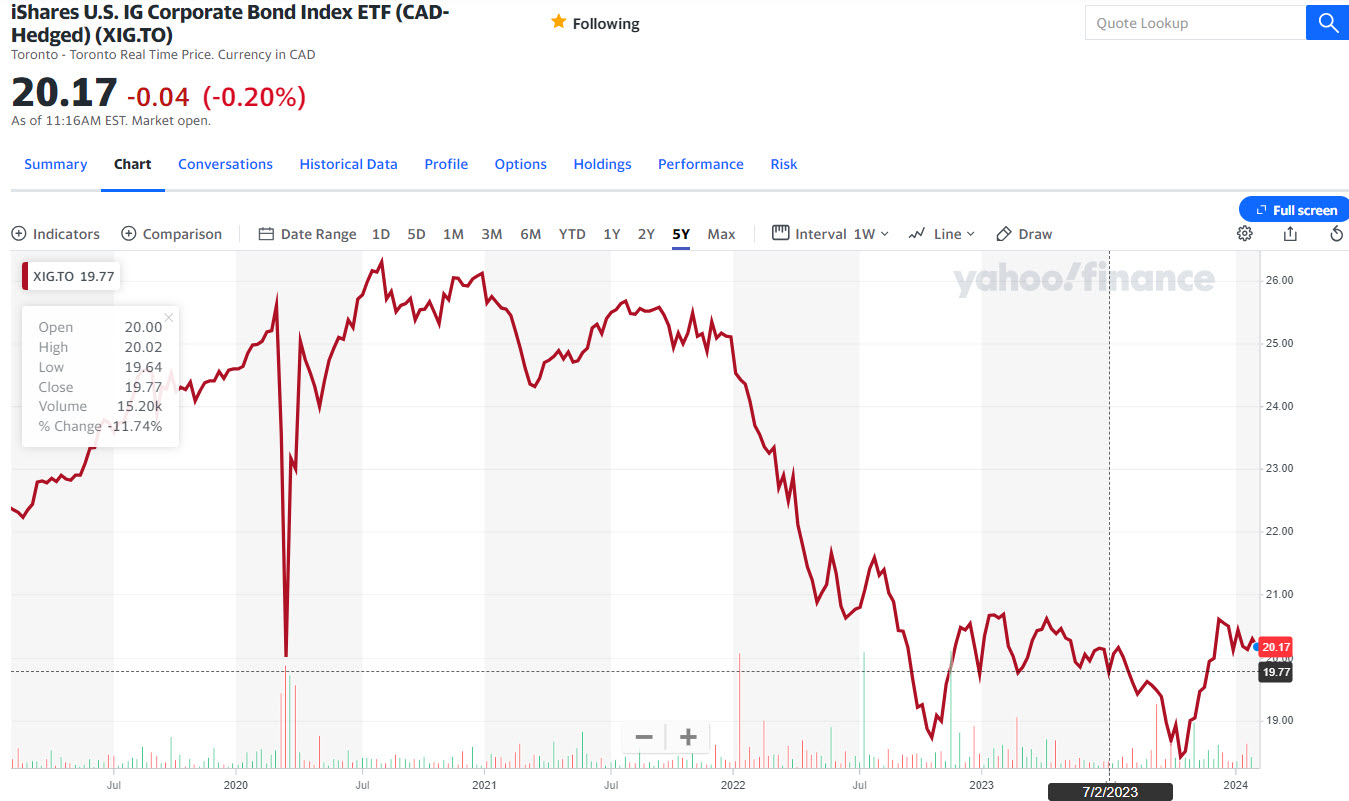 iShares U.S. IG Corporate Bond Index ETF (CAD-
Hedged) (XIG.TO)
Following
Quote Lookup
Toronto - Toronto Real Time Price. Currency in CAD
20.17 -0.04 (-0.20%)
As of 11:16AM EST. Market open.
Summary Chart Conversations Historical Data Profile Options Holdings Performance Risk
Full screen
Indicators Comparison Date Range 1D 5D 1M 3M 6M YTD 1Y 2Y 5Y Max Interval 1W Line Draw
XIG.TO 19.77
yahoo!finance
Open 20.00
High 20.02
Low 19.64
Close 19.77
Volume 15.20k
% Change -11.74%
26.00
25.00
24.00
23.00
22.00
21.00
20.17
20.00
19.77
19.00
Jul 2020 Jul 2021 Jul 2022 Jul 2023 7/2/2023 2024